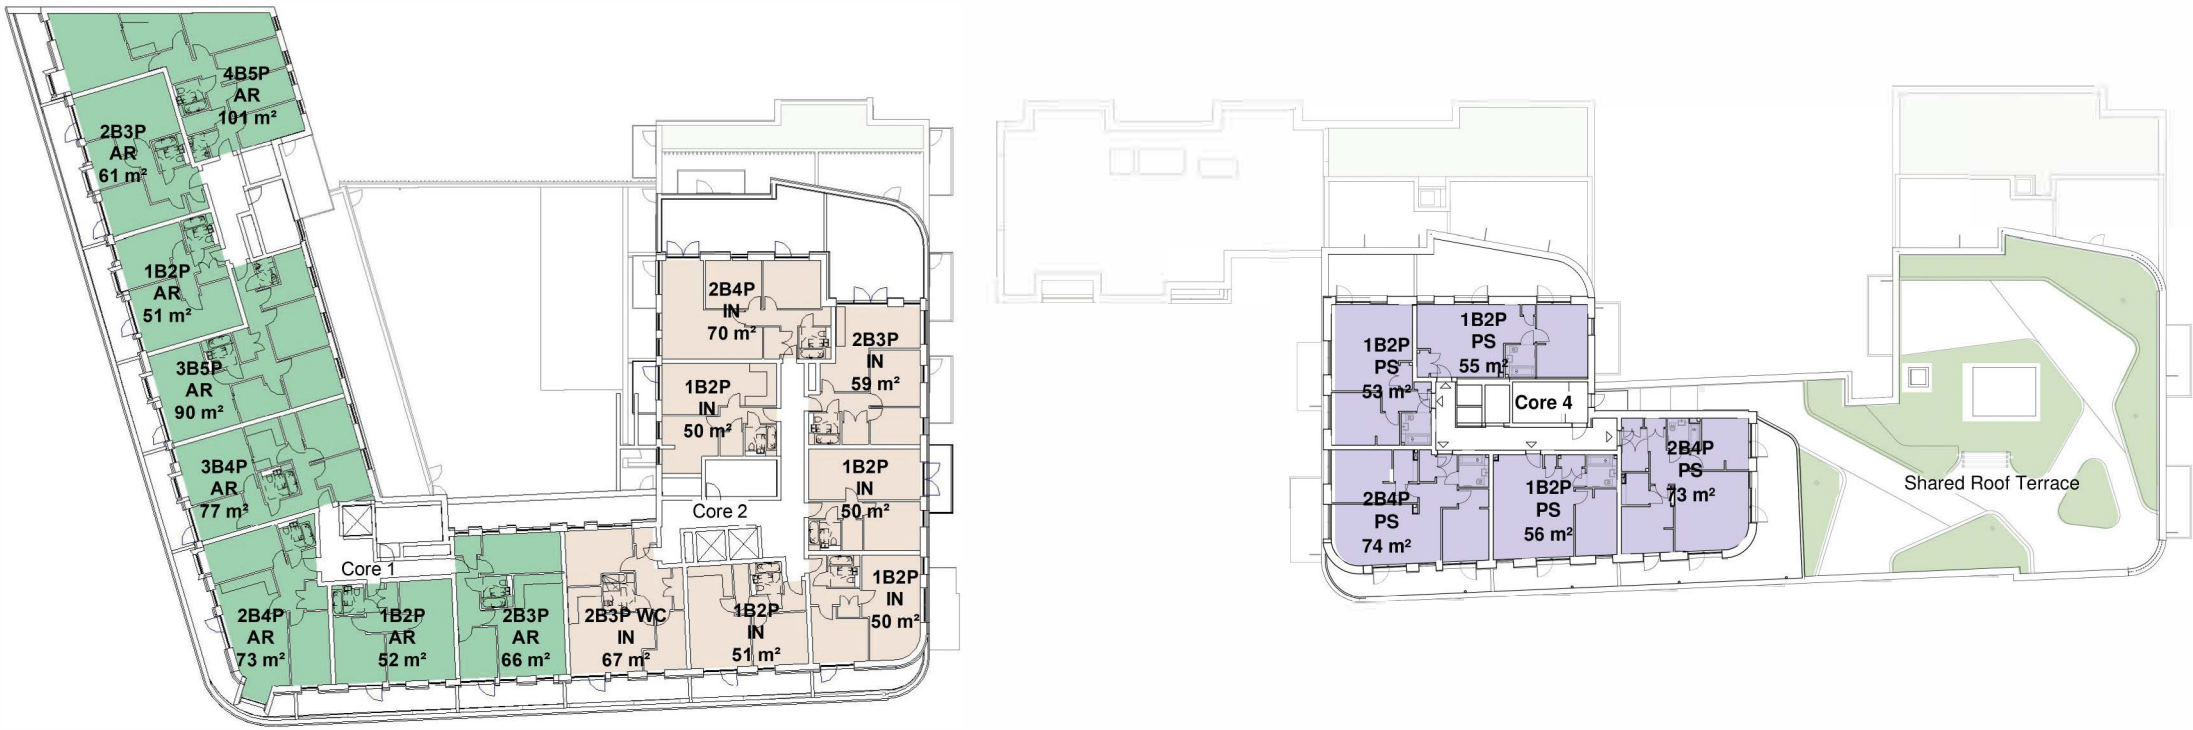 4B5P
AR
101 m²
2B3P
AR
61 m²
1B2P
AR
51 m²
3B5P
AR
90 m²
3B4P
AR
77 m²
Core 1
2B4P
AR
73 m²
1B2P
AR
52 m²
2B3P
AR
66 m²
2B3P WC
IN
67 m²
1B2P
IN
51 m²
1B2P
IN
50 m²
1B2P
IN
50 m²
Core 2
1B2P
IN
50 m²
2B3P
IN
59 m²
2B4P
IN
70 m²
1B2P
PS
53 m²
1B2P
PS
55 m²
Core 4
2B4P
PS
74 m²
1B2P
PS
56 m²
2B4P
PS
73 m²
Shared Roof Terrace